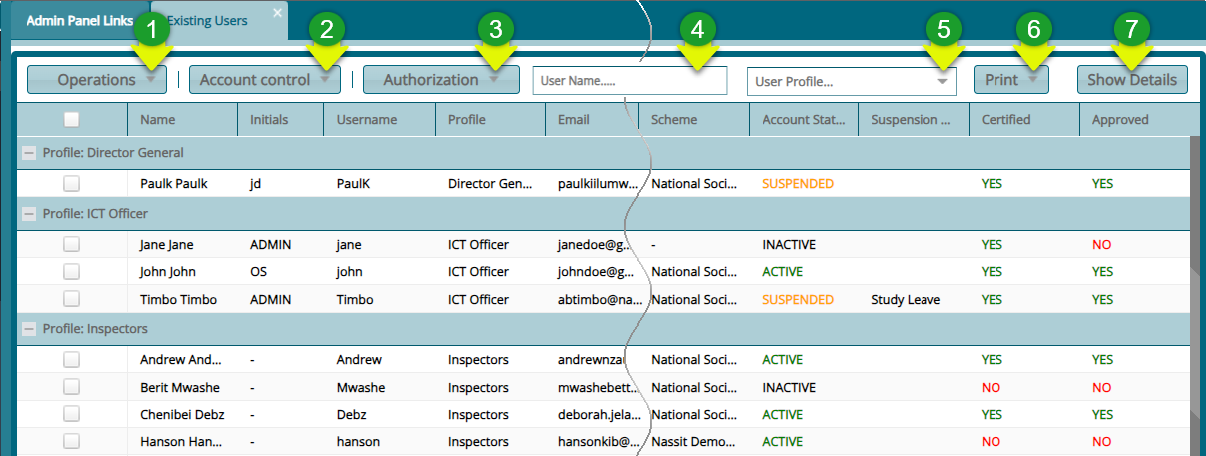 Admin Panel Links Existing Users
1 2 3 4 5 6 7
Operations Account control Authorization User Name..... User Profile... Print Show Details
Name Initials Username Profile Email Scheme Account Stat... Suspension ... Certified Approved
Profile: Director General
Paulk Paulk jd PaulK Director Gen... paulkiilumw... National Soci... SUSPENDED YES YES
Profile: ICT Officer
Jane Jane ADMIN jane ICT Officer janedoe@g... - INACTIVE YES NO
John John OS john ICT Officer johndoe@g... National Soci... ACTIVE YES YES
Timbo Timbo ADMIN Timbo ICT Officer abtimbo@na... National Soci... SUSPENDED Study Leave YES YES
Profile: Inspectors
Andrew And... - Andrew Inspectors andrewnza National Soci... ACTIVE YES YES
Berit Mwashe - Mwashe Inspectors mwashebett... National Soci... INACTIVE NO NO
Chenibei Debz - Debz Inspectors deborah.jela... National Soci... ACTIVE YES YES
Hanson Han... - hanson Inspectors hansonkib@... Nassit Demo... ACTIVE NO NO